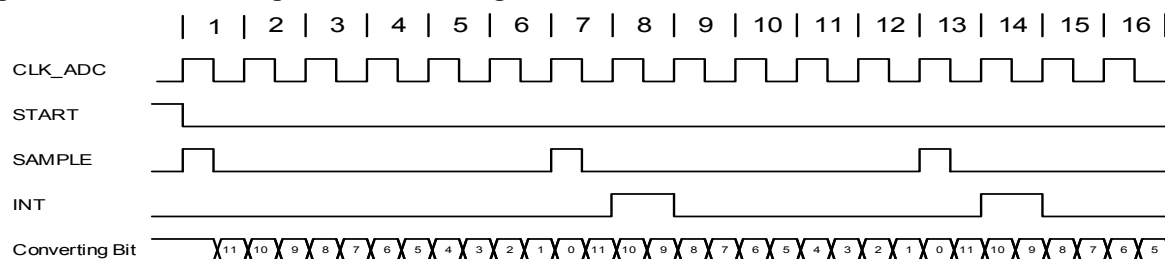 1 2 3 4 5 6 7 8 9 10 11 12 13 14 15 16
CLK_ADC
START
SAMPLE
INT
Converting Bit 11 10 9 8 7 6 5 4 3 2 1 0 11 10 9 8 7 6 5 4 3 2 1 0 11 10 9 8 7 6 5